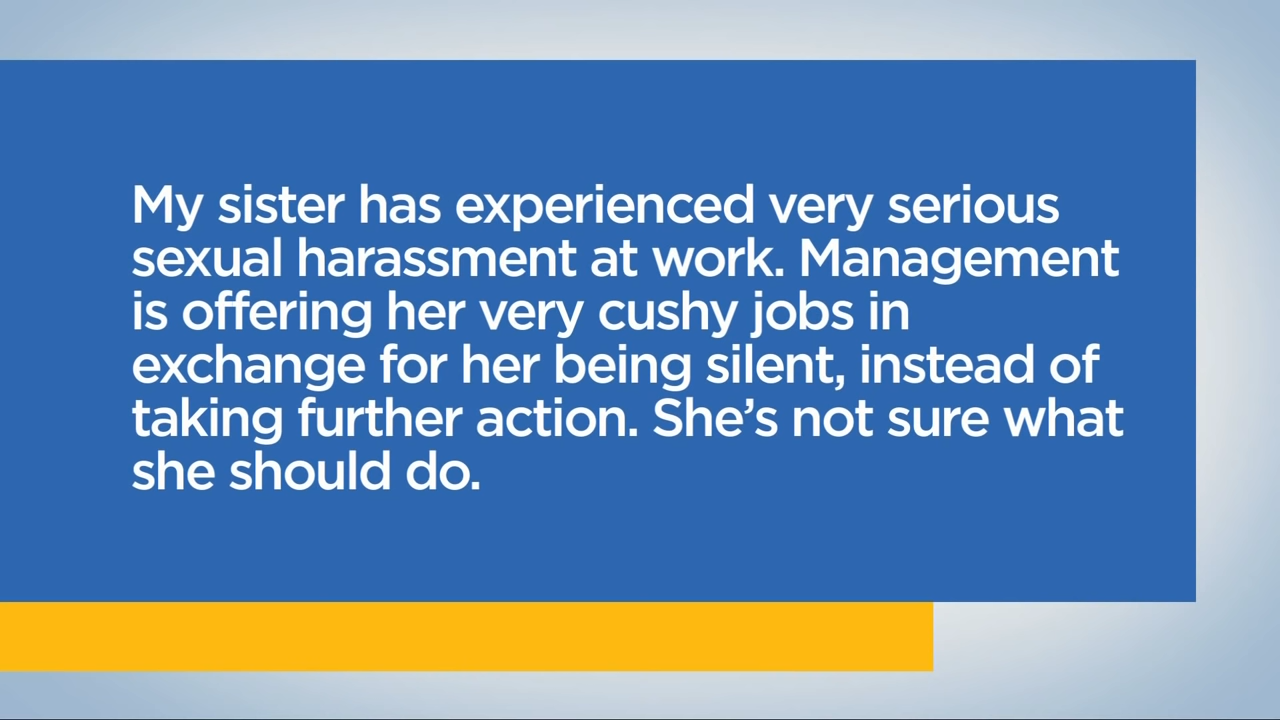 My sister has experienced very serious
sexual harassment at work. Management
is offering her very cushy jobs in
exchange for her being silent, instead of
taking further action. She’s not sure what
she should do.